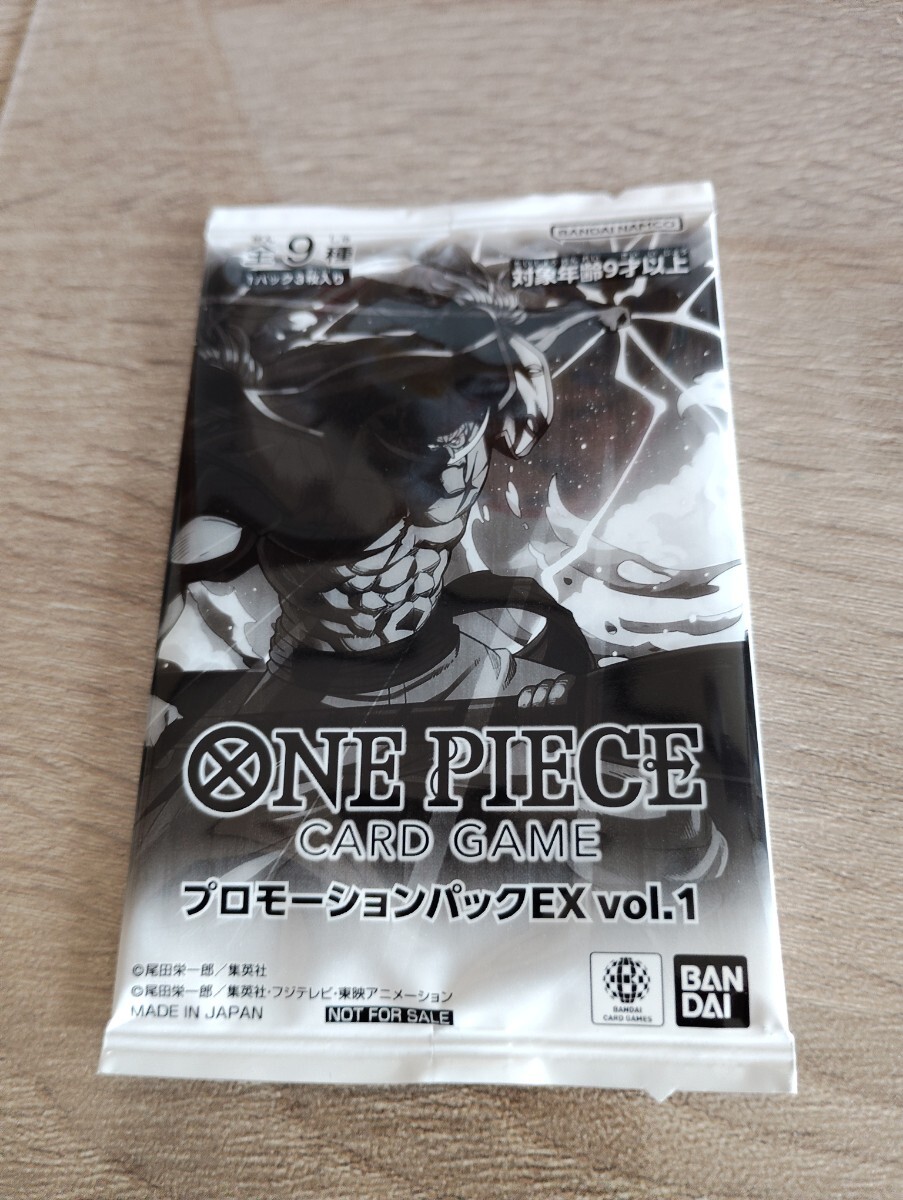 全9種
1パック3枚入り
BANDAI NAMCO
対象年齢9才以上
ONE PIECE
CARD GAME
プロモーションパックEX vol.1
©尾田栄一郎/集英社
©尾田栄一郎/集英社・フジテレビ・東映アニメーション
MADE IN JAPAN
NOT FOR SALE
BANDAI
CARD GAMES
BAN
DAI